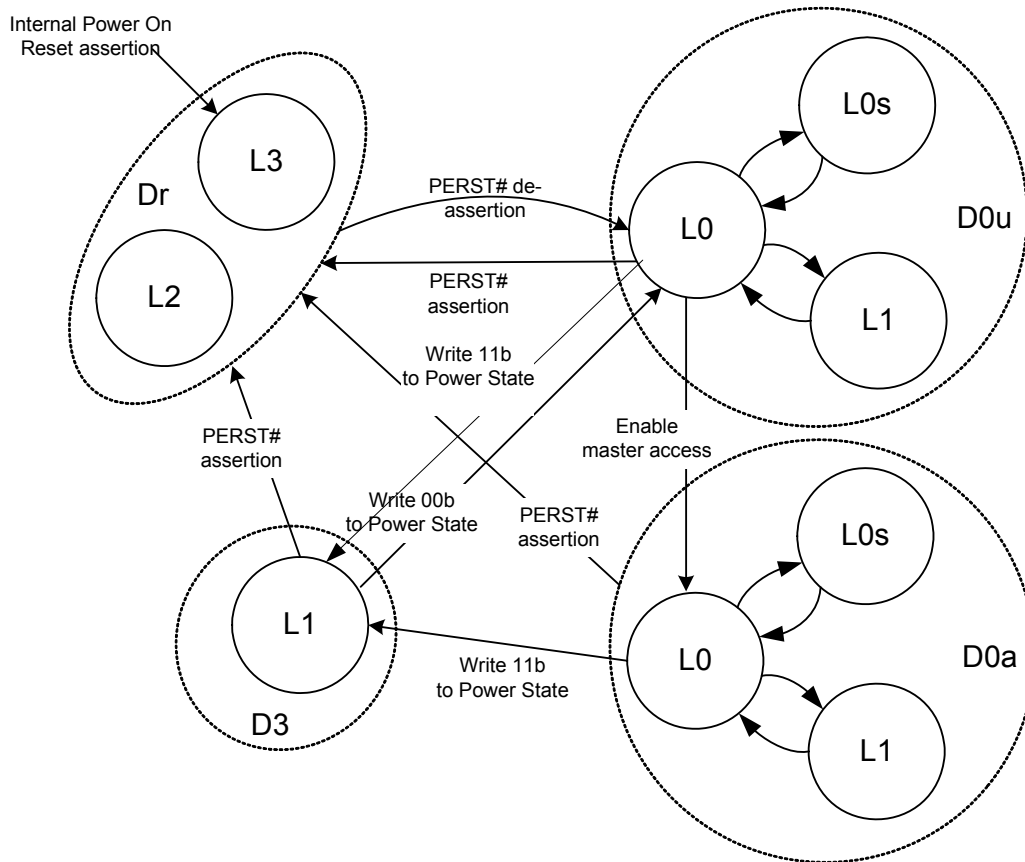 Internal Power On
Reset assertion
L3
Dr
L2
PERST# de-
assertion
PERST#
assertion
L0s
L0
D0u
L1
Write 11b
to Power State
Enable
master access
PERST#
assertion
Write 00b
to Power State
PERST#
assertion
L1
D3
Write 11b
to Power State
L0s
L0
D0a
L1